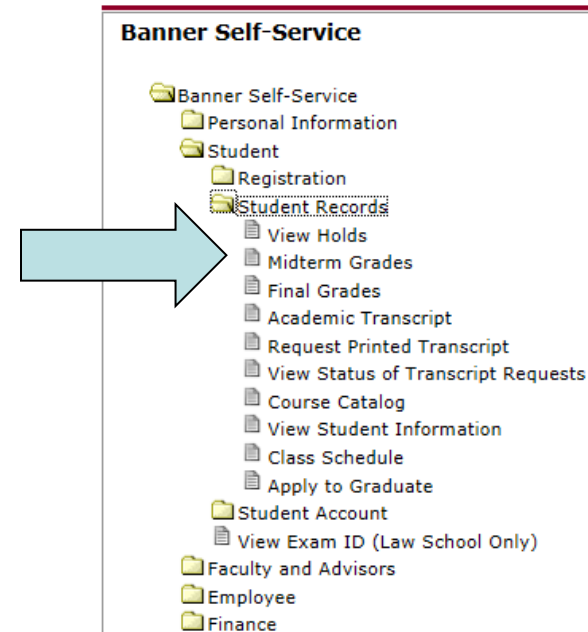 Banner Self-Service
Banner Self-Service
Personal Information
Student
Registration
Student Records
View Holds
Midterm Grades
Final Grades
Academic Transcript
Request Printed Transcript
View Status of Transcript Requests
Course Catalog
View Student Information
Class Schedule
Apply to Graduate
Student Account
View Exam ID (Law School Only)
Faculty and Advisors
Employee
Finance